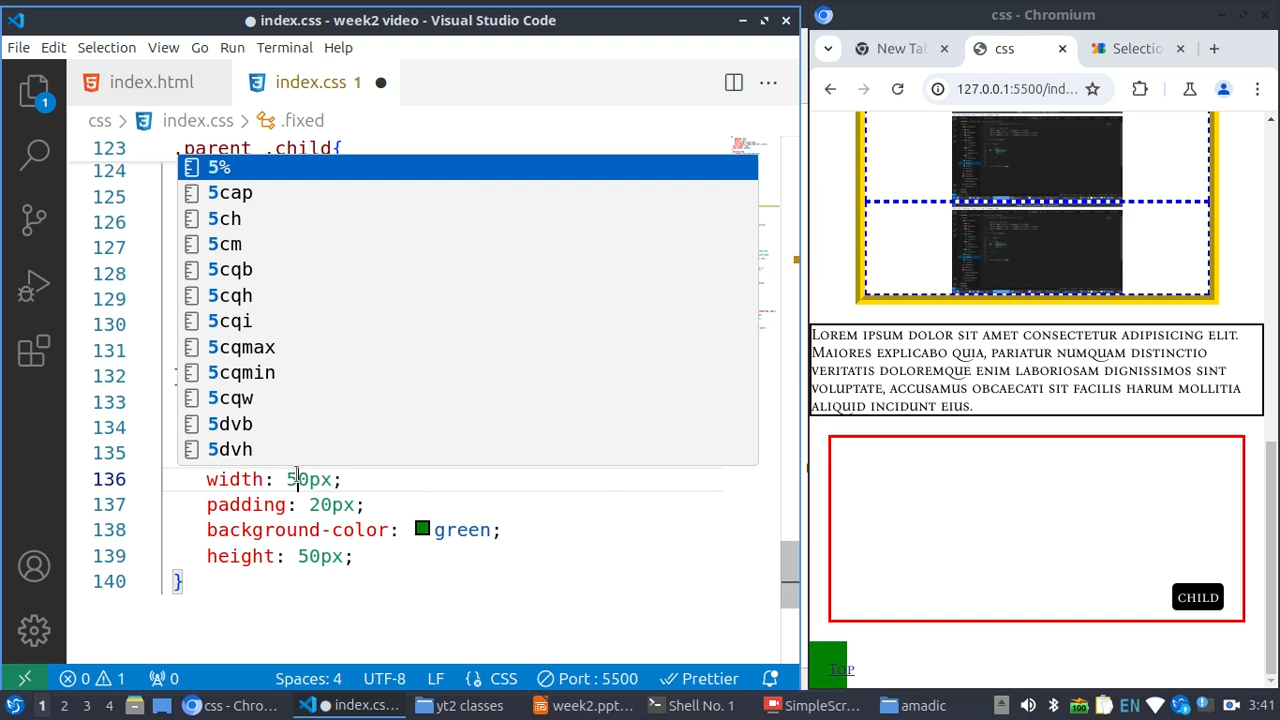 index.css - week2 video - Visual Studio Code
File Edit Selection View Go Run Terminal Help
index.html index.css 1
css > index.css > .fixed
123 .parent .child{
124 5%
125 5cap
126 5ch
127 5cm
128 5cqb
129 5cqh
130 5cqi
131 5cqmax
132 5cqmin
133 5cqw
134 5dvb
135 5dvh
136 width: 50px;
137 padding: 20px;
138 background-color: green;
139 height: 50px;
140 }
1
0 1 0 Spaces: 4 UTF-8 LF CSS Port : 5500 Prettier
css - Chromium
New Tab css Selectio
127.0.0.1:5500/ind...
Lorem ipsum dolor sit amet consectetur adipisicing elit.
Maiores explicabo quia, pariatur numquam distinctio
veritatis doloremque enim laboriosam dignissimos sint
voluptate, accusamus obcaecati sit facilis harum mollitia
aliquid incidunt eius.
child
Top
1 2 3 4 css - Chro... index.cs... yt2 classes week2.ppt... Shell No. 1 SimpleScr... amadic 100 EN 3:41